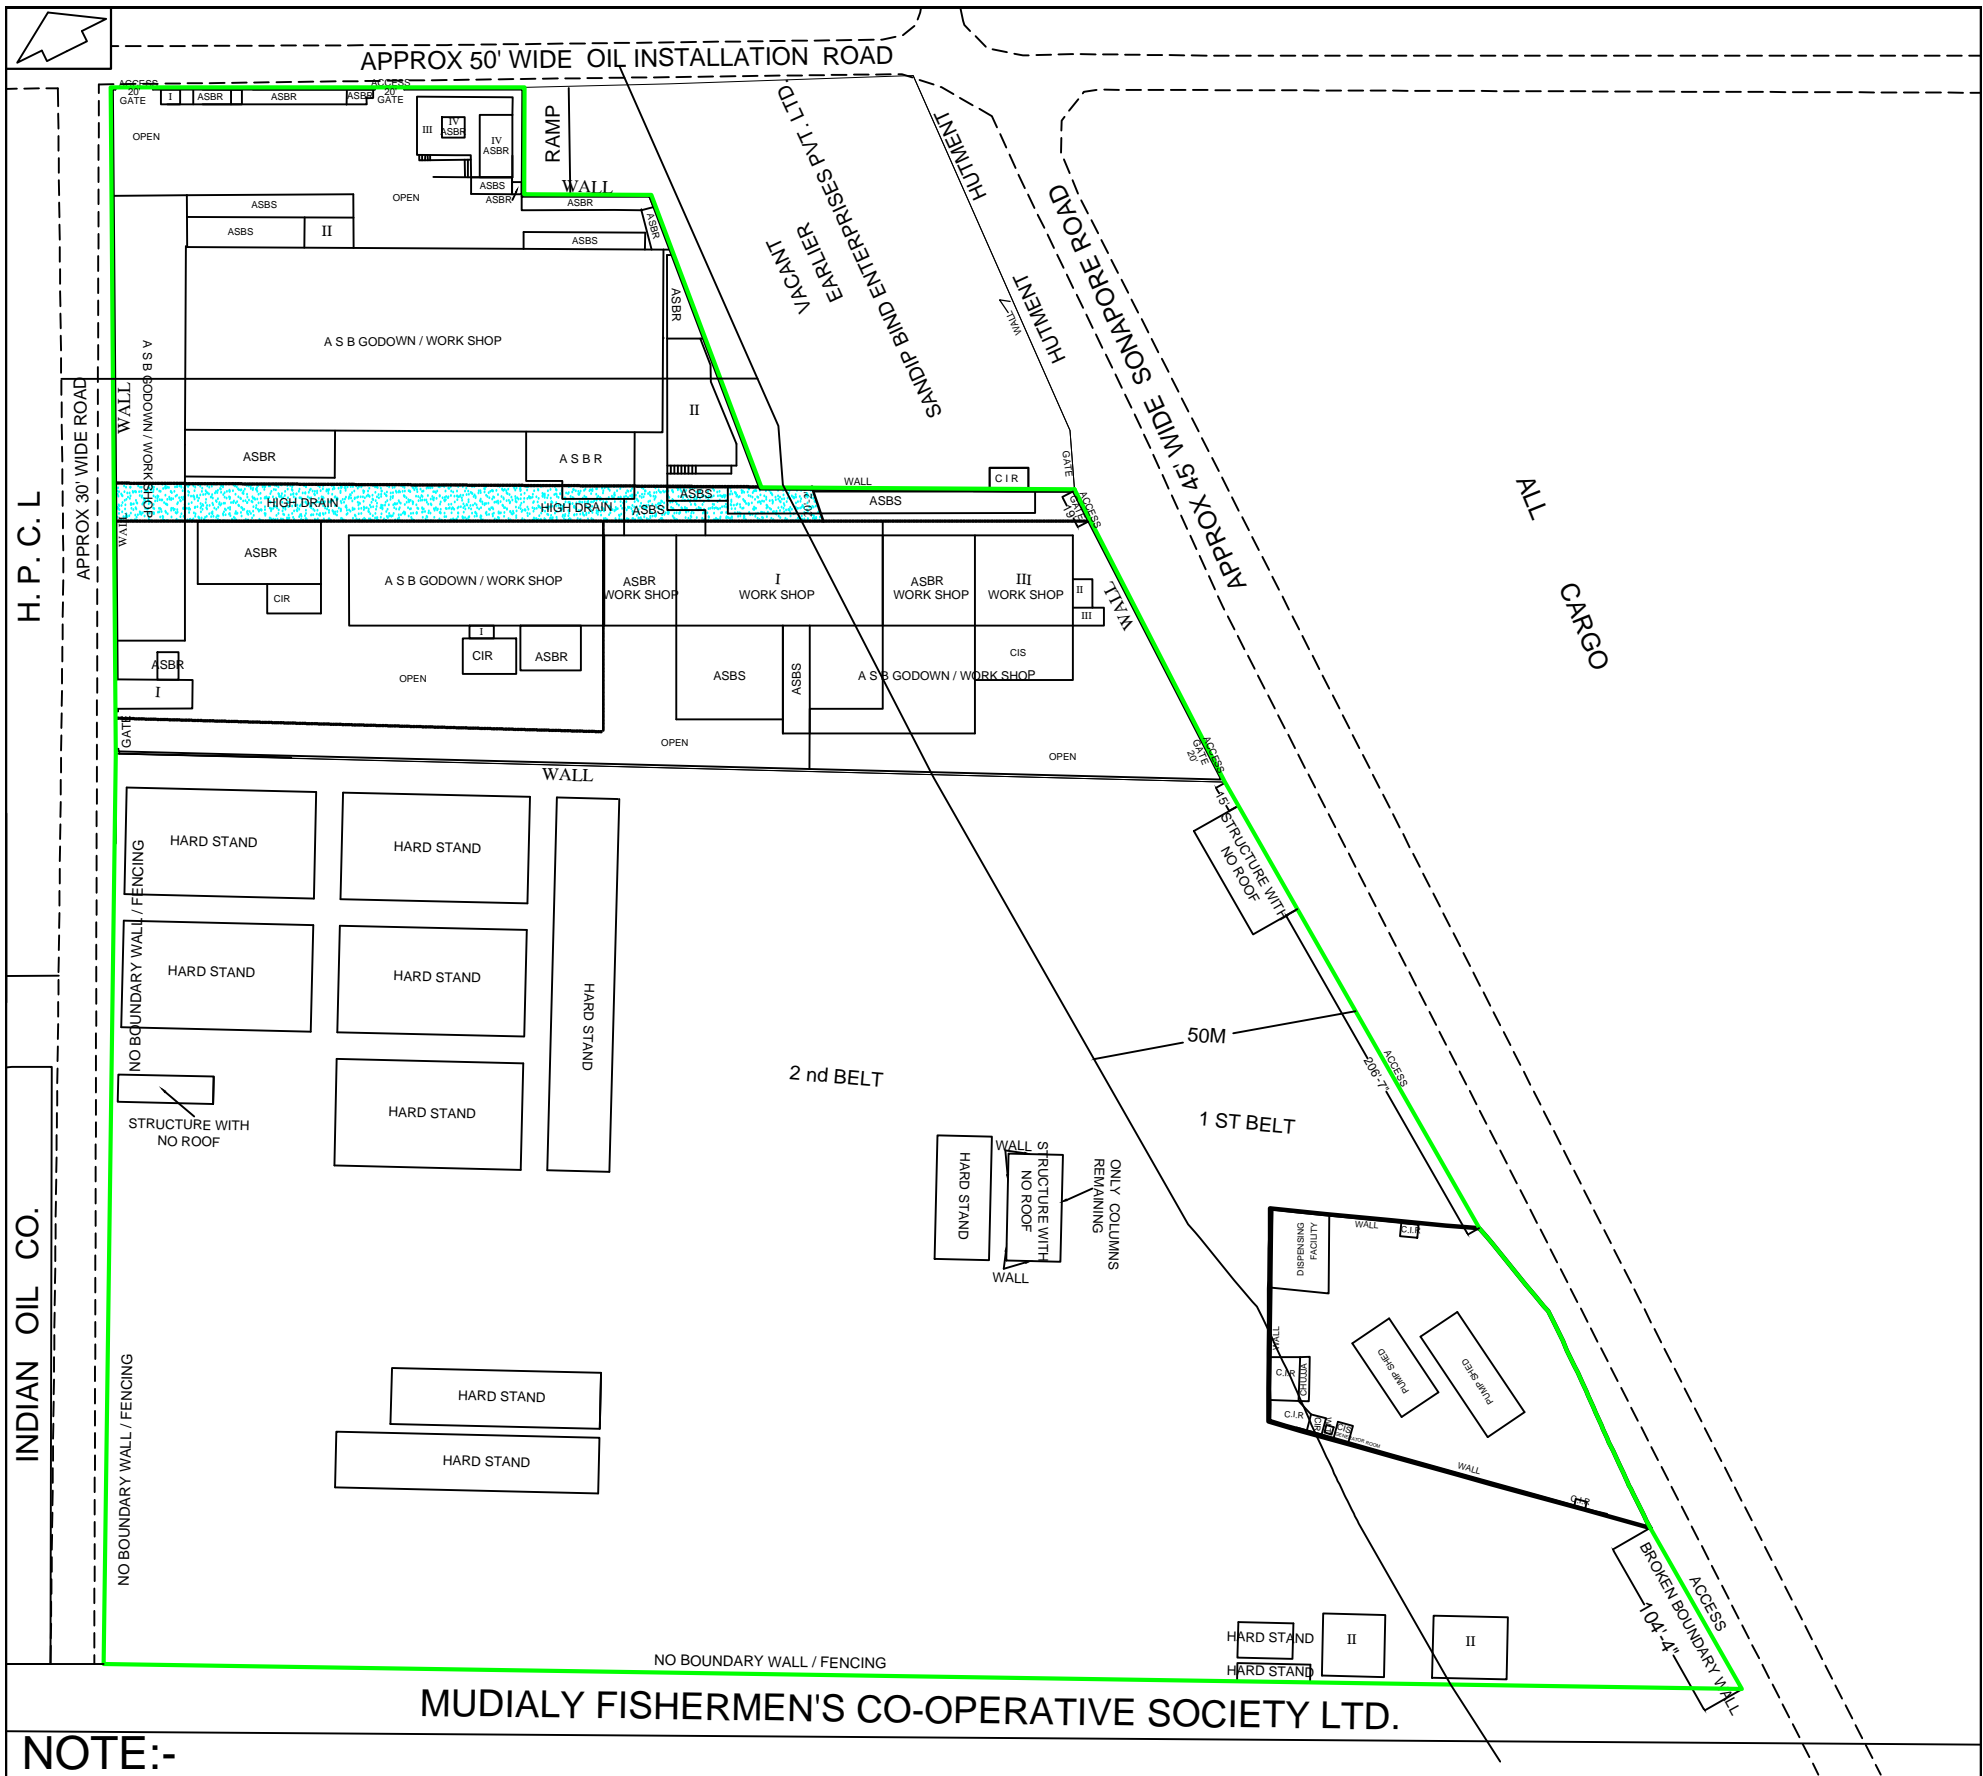 APPROX 50' WIDE OIL INSTALLATION ROAD
ACCESS
20'
GATE
I
ASBR
ASBR
ASBR
ACCESS
20'
GATE
OPEN
III
IV
ASBR
IV
ASBR
RAMP
ASBS
ASBR
WALL
ASBR
ASBR
OPEN
ASBS
ASBS
II
ASBS
SANDIP BIND ENTERPRISES PVT. LTD.
EARLIER
VACANT
HUTMENT
HUTMENT
WALL
APPROX 45' WIDE SONAPORE ROAD
ALL
CARGO
A S B GODOWN / WORK SHOP
A S B GODOWN / WORK SHOP
WALL
APPROX 30' WIDE ROAD
H. P. C. L
ASBR
II
ASBR
A S B R
WALL
C I R
GATE
ACCESS
GATE
HIGH DRAIN
HIGH DRAIN
ASBS
ASBS
ASBS
WALL
ASBR
CIR
A S B GODOWN / WORK SHOP
ASBR
WORK SHOP
I
WORK SHOP
ASBR
WORK SHOP
III
WORK SHOP
II
III
WALL
I
CIR
ASBR
ASBR
I
OPEN
ASBS
ASBS
CIS
A S B GODOWN / WORK SHOP
GATE
OPEN
OPEN
ACCESS
GATE
20'
WALL
15'
STRUCTURE WITH
NO ROOF
HARD STAND
HARD STAND
HARD STAND
HARD STAND
HARD STAND
HARD STAND
NO BOUNDARY WALL / FENCING
STRUCTURE WITH
NO ROOF
50M
2 nd BELT
1 ST BELT
ACCESS
206'-7"
HARD STAND
WALL
STRUCTURE WITH
NO ROOF
WALL
ONLY COLUMNS
REMAINING
DISPENSING
FACILITY
WALL
C.I.R
WALL
PUMP SHED
PUMP SHED
C.I.R
CHUJJA
C.I.R
CIR
CIS
GENERATOR ROOM
WALL
C.I.R
INDIAN OIL CO.
NO BOUNDARY WALL / FENCING
HARD STAND
HARD STAND
HARD STAND
HARD STAND
II
II
ACCESS
BROKEN BOUNDARY WALL
104'-4"
NO BOUNDARY WALL / FENCING
MUDIALY FISHERMEN'S CO-OPERATIVE SOCIETY LTD.
NOTE:-